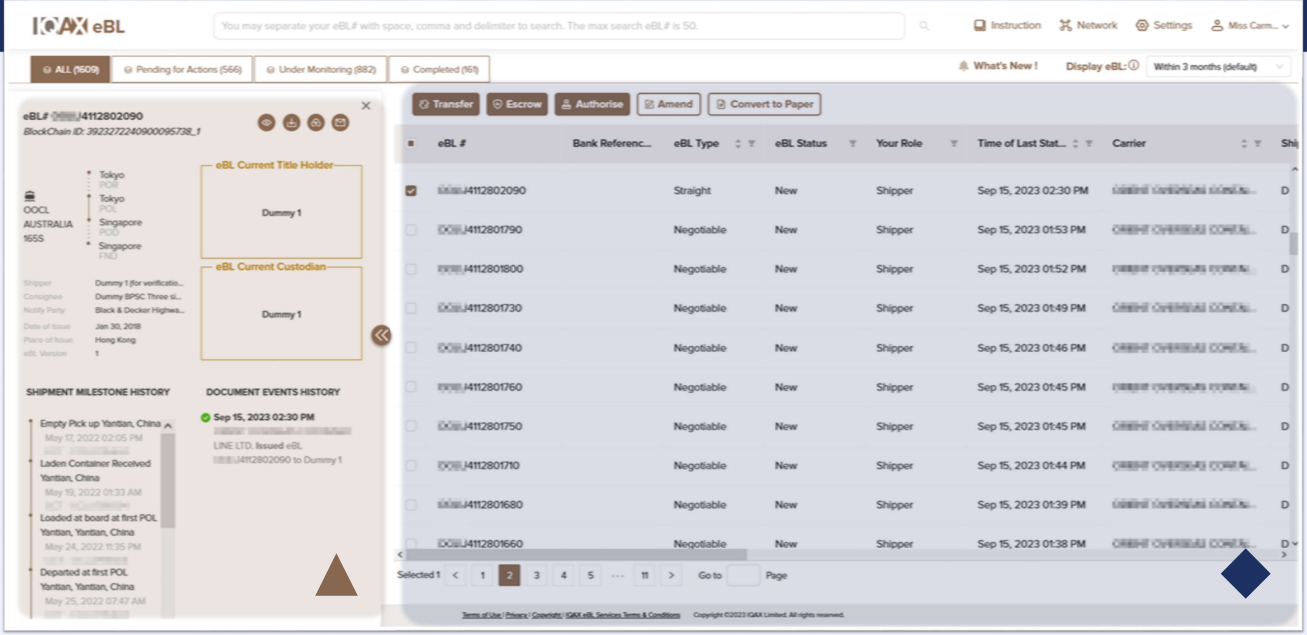 IQAX eBL
You may separate your eBL# with space, comma and delimiter to search. The max search eBL# is 50.
Instruction
Network
Settings
Miss Carm...
ALL (1609)
Pending for Actions (566)
Under Monitoring (882)
Completed (161)
What's New !
Display eBL:
Within 3 months (default)
eBL# J4112802090
BlockChain ID: 3923272240900095738_1
OOCL
AUSTRALIA
165S
Tokyo
POR
Tokyo
POL
Singapore
POD
Singapore
FND
eBL Current Title Holder
Dummy 1
eBL Current Custodian
Dummy 1
Shipper Dummy 1 (for verificatio...
Consignee Dummy BPSC Three si...
Notify Party Black & Decker Highwa...
Date of Issue Jan 30, 2018
Place of Issue Hong Kong
eBL Version 1
SHIPMENT MILESTONE HISTORY
Empty Pick up Yantian, China
May 17, 2022 02:05 PM
Laden Container Received
Yantian, China
May 19, 2022 01:33 AM
Loaded at board at first POL
Yantian, Yantian, China
May 24, 2022 11:35 PM
Departed at first POL
Yantian, Yantian, China
May 25, 2022 07:47 AM
DOCUMENT EVENTS HISTORY
Sep 15, 2023 02:30 PM
LINE LTD. Issued eBL
J4112802090 to Dummy 1
Transfer
Escrow
Authorise
Amend
Convert to Paper
eBL # Bank Referenc... eBL Type eBL Status Your Role Time of Last Stat... Carrier Shi
J4112802090 Straight New Shipper Sep 15, 2023 02:30 PM D
J4112801790 Negotiable New Shipper Sep 15, 2023 01:53 PM D
J4112801800 Negotiable New Shipper Sep 15, 2023 01:52 PM D
J4112801730 Negotiable New Shipper Sep 15, 2023 01:49 PM D
J4112801740 Negotiable New Shipper Sep 15, 2023 01:46 PM D
J4112801760 Negotiable New Shipper Sep 15, 2023 01:45 PM D
J4112801750 Negotiable New Shipper Sep 15, 2023 01:45 PM D
J4112801710 Negotiable New Shipper Sep 15, 2023 01:44 PM D
J4112801680 Negotiable New Shipper Sep 15, 2023 01:39 PM D
J4112801660 Negotiable New Shipper Sep 15, 2023 01:38 PM D
Selected 1 < 1 2 3 4 5 ··· 11 > Go to Page
Terms of Use | Privacy | Copyright | IQAX eBL Services Terms & Conditions Copyright ©2023 IQAX Limited. All rights reserved.